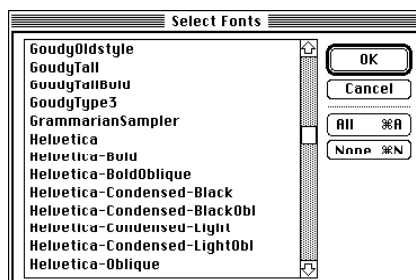 Select Fonts
GoudyOldstyle
GoudyTall
GoudyTallBold
GoudyType3
GrammarianSampler
Helvetica
Helvetica-Bold
Helvetica-BoldOblique
Helvetica-Condensed-Black
Helvetica-Condensed-BlackObl
Helvetica-Condensed-Light
Helvetica-Condensed-LightObl
Helvetica-Oblique
OK
Cancel
All ⌘A
None ⌘N